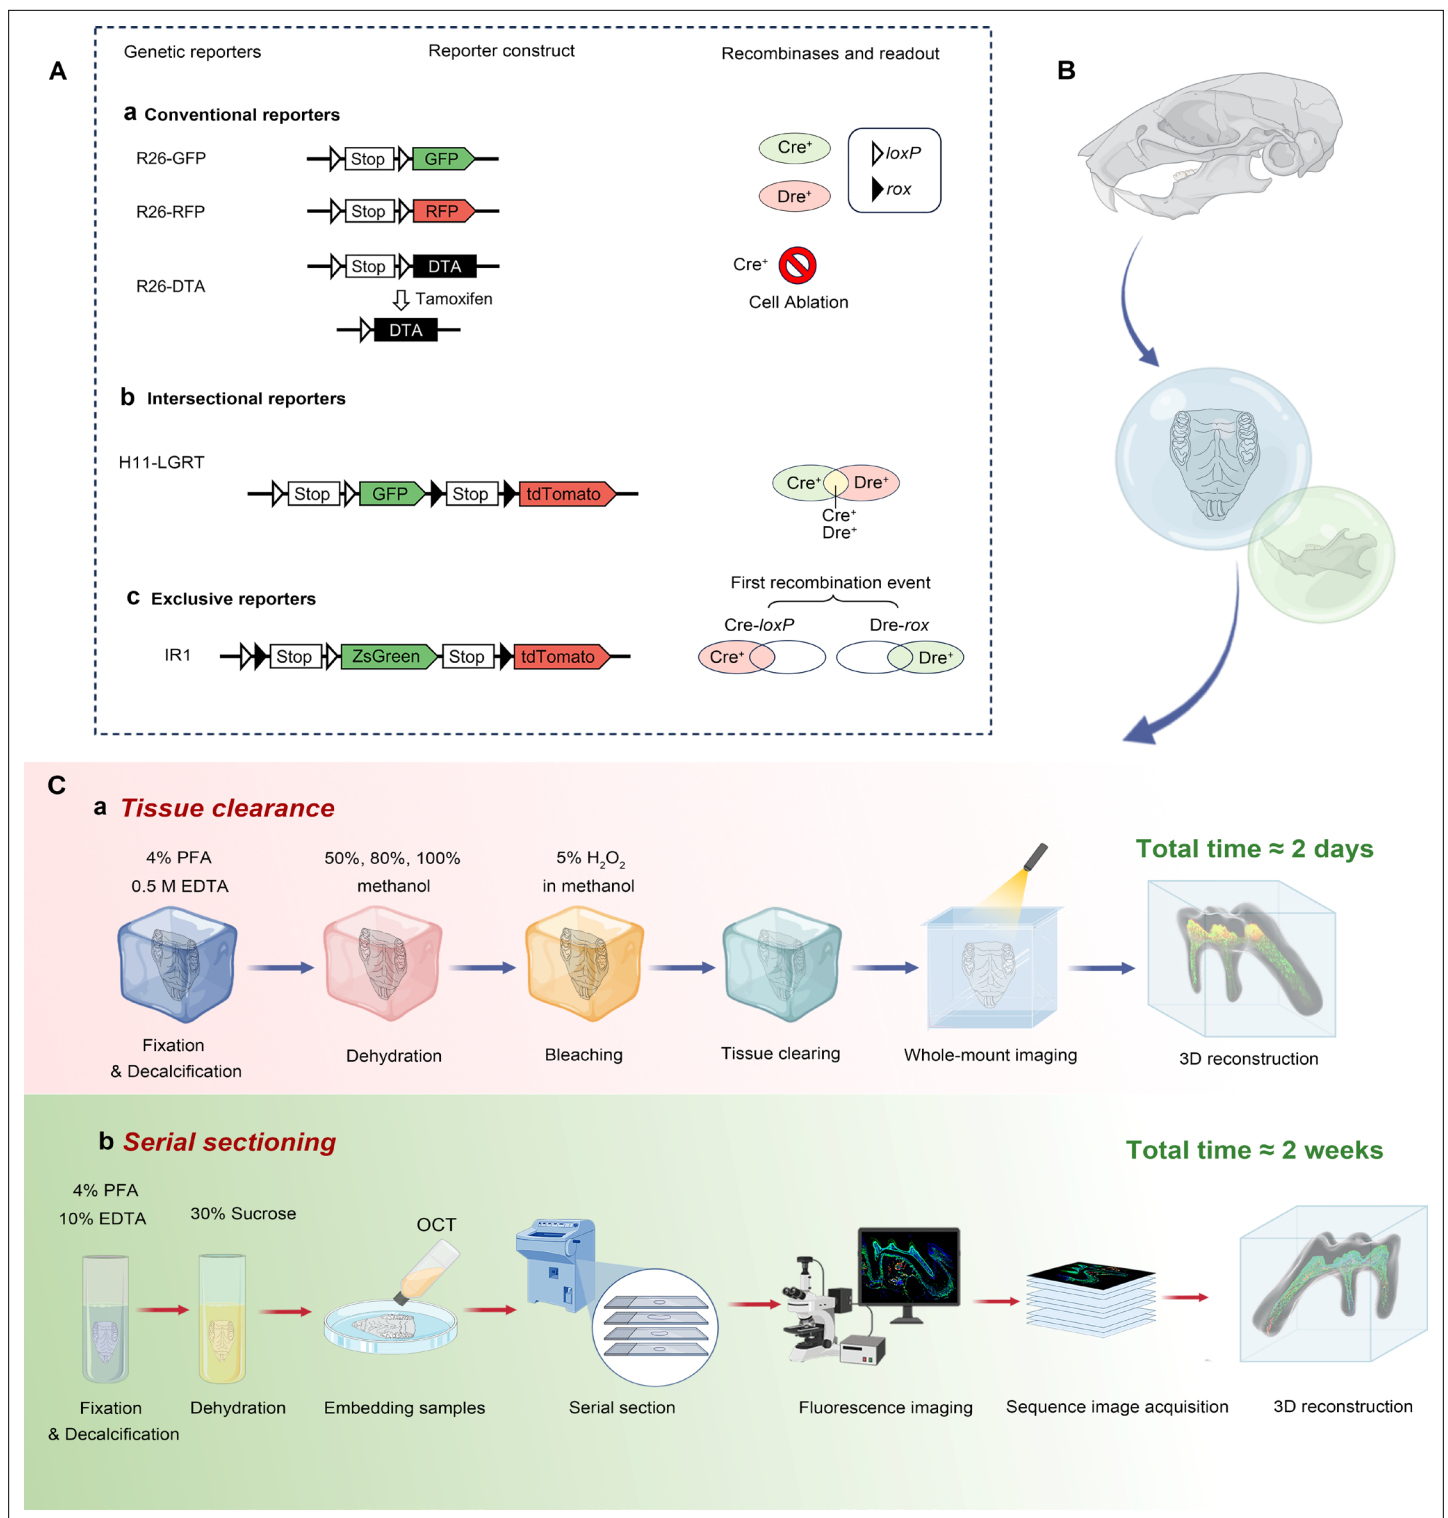 A
Genetic reporters
Reporter construct
Recombinases and readout
a Conventional reporters
R26-GFP
Stop
GFP
Cre⁺
loxP
R26-RFP
Stop
RFP
Dre⁺
rox
R26-DTA
Stop
DTA
Tamoxifen
DTA
Cre⁺
Cell Ablation
b Intersectional reporters
H11-LGRT
Stop
GFP
Stop
tdTomato
Cre⁺
Dre⁺
Cre⁺
Dre⁺
c Exclusive reporters
First recombination event
Cre-loxP
Dre-rox
IR1
Stop
ZsGreen
Stop
tdTomato
Cre⁺
Dre⁺
B
C
a Tissue clearance
Total time ≈ 2 days
4% PFA
0.5 M EDTA
50%, 80%, 100%
methanol
5% H₂O₂
in methanol
Fixation
& Decalcification
Dehydration
Bleaching
Tissue clearing
Whole-mount imaging
3D reconstruction
b Serial sectioning
Total time ≈ 2 weeks
4% PFA
10% EDTA
30% Sucrose
OCT
Fixation
& Decalcification
Dehydration
Embedding samples
Serial section
Fluorescence imaging
Sequence image acquisition
3D reconstruction